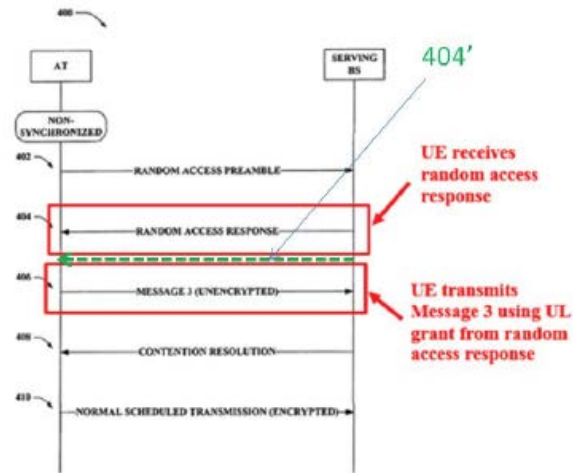 400
404’
AT
SERVING
BS
NON-
SYNCHRONIZED
402
RANDOM ACCESS PREAMBLE
UE receives
random access
response
404
RANDOM ACCESS RESPONSE
406
MESSAGE 3 (UNENCRYPTED)
UE transmits
Message 3 using UL
grant from random
access response
408
CONTENTION RESOLUTION
410
NORMAL SCHEDULED TRANSMISSION (ENCRYPTED)